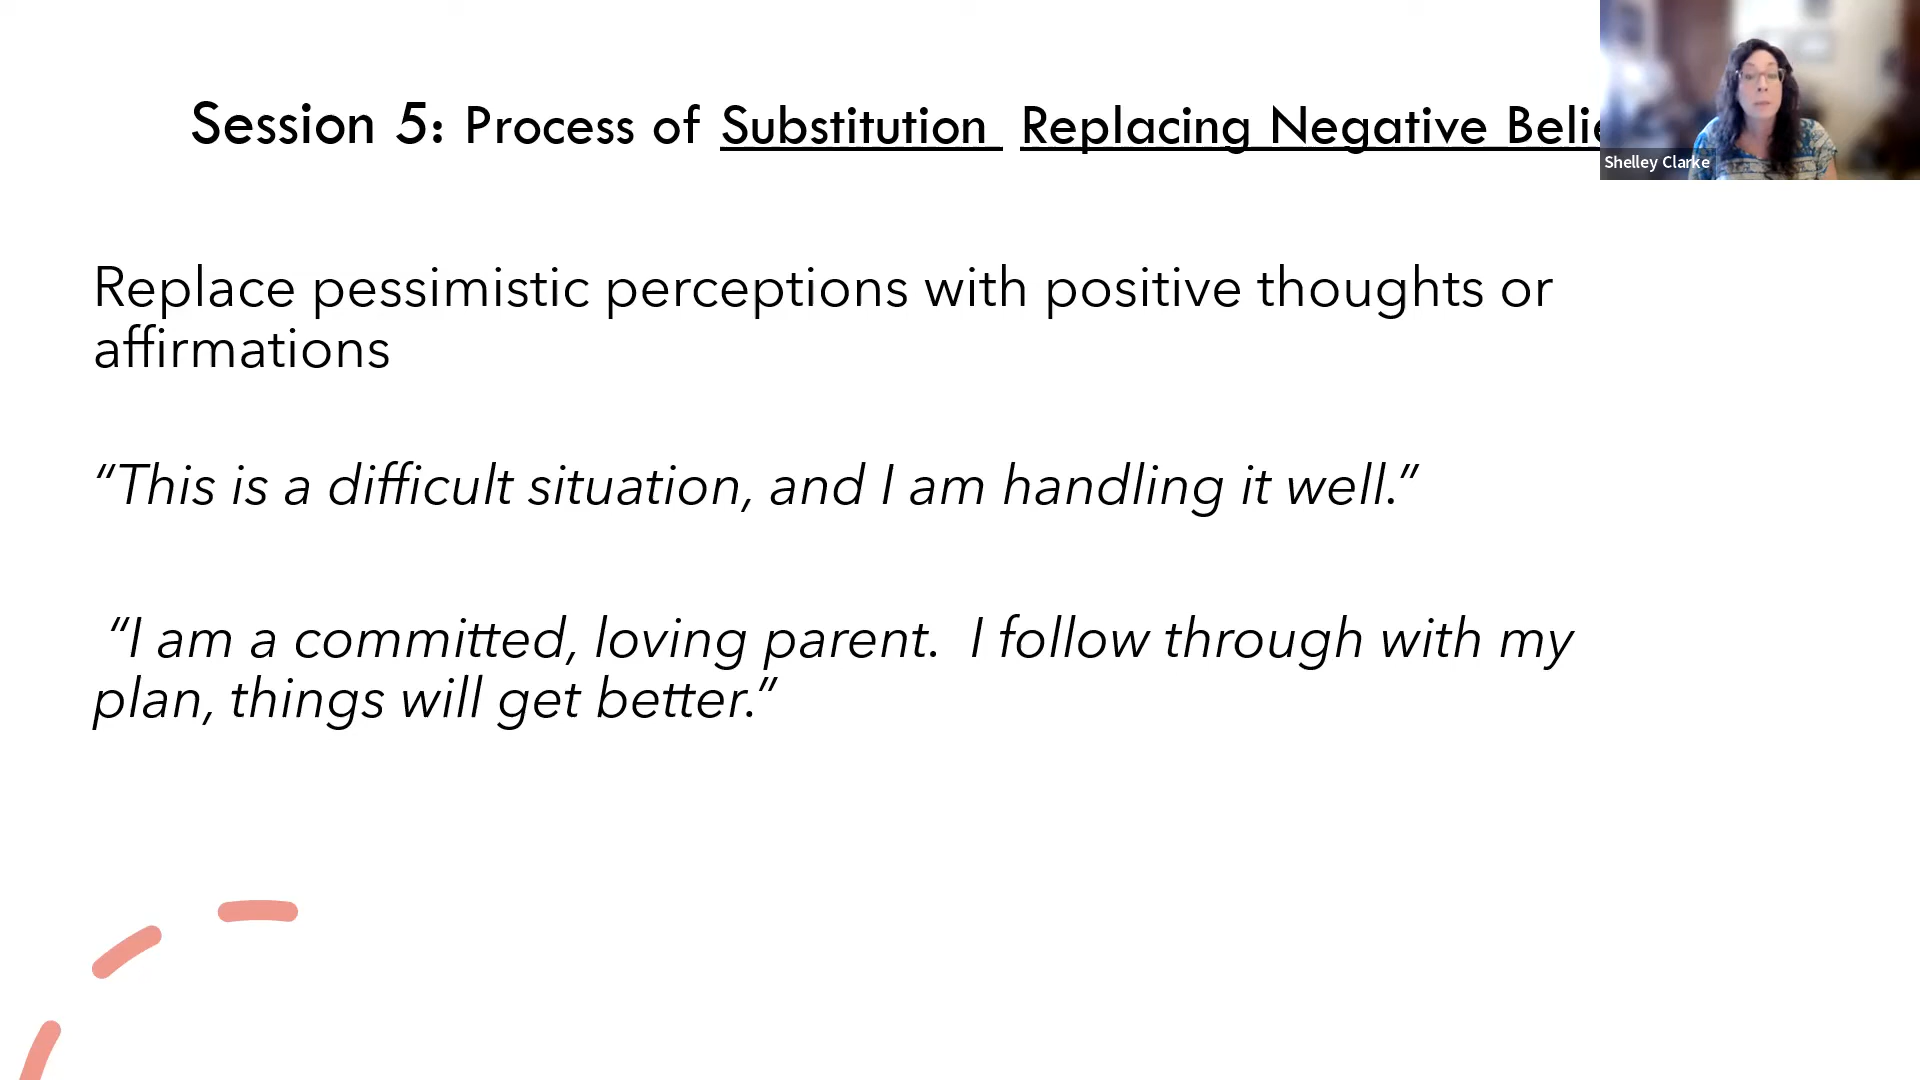 Session 5: Process of Substitution Replacing Negative
Shelley Clarke
Replace pessimistic perceptions with positive thoughts or
affirmations
“This is a difficult situation, and I am handling it well.”
“I am a committed, loving parent. I follow through with my
plan, things will get better.”